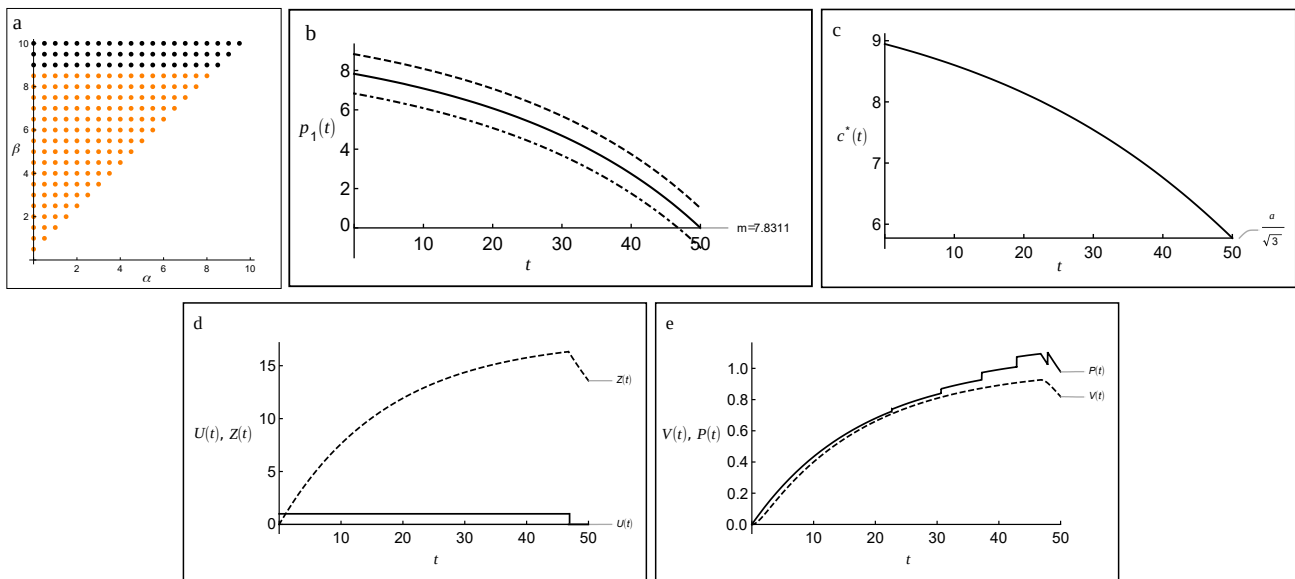 a
10
8
6
β
4
2
2 4 6 8 10
α
b
8
6
p₁(t)
4
2
0
10 20 30 40 50
m=7.8311
t
c
9
8
c*(t)
7
6
10 20 30 40 50
a/√3
t
d
15
10
U(t), Z(t)
5
0
0 10 20 30 40 50
Z(t)
U(t)
t
e
1.0
0.8
V(t), P(t)
0.6
0.4
0.2
0.0
10 20 30 40 50
P(t)
V(t)
t